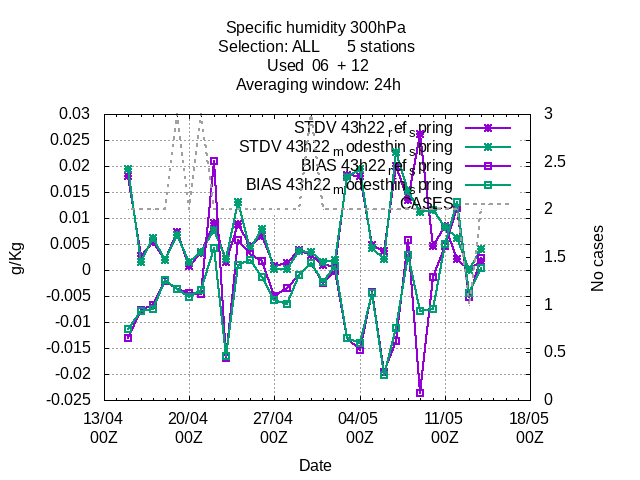 Specific humidity 300hPa
Selection: ALL 5 stations
Used 06 + 12
Averaging window: 24h
STDV 43h22_ref_spring
STDV 43h22_modesthin_spring
BIAS 43h22_ref_spring
BIAS 43h22_modesthin_spring
CASES
0.03
0.025
0.02
0.015
0.01
0.005
0
-0.005
-0.01
-0.015
-0.02
-0.025
g/Kg
3
2.5
2
1.5
1
0.5
0
No cases
13/04 20/04 27/04 04/05 11/05 18/05
00Z 00Z 00Z 00Z 00Z 00Z
Date